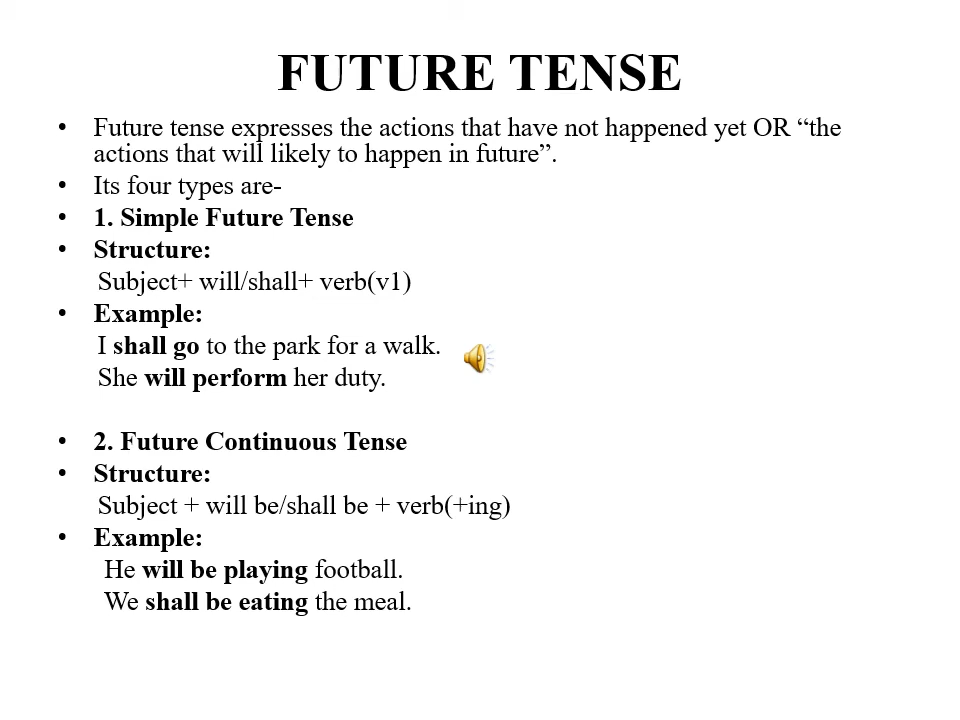 FUTURE TENSE
• Future tense expresses the actions that have not happened yet OR “the
actions that will likely to happen in future”.
• Its four types are-
• 1. Simple Future Tense
• Structure:
Subject+ will/shall+ verb(v1)
• Example:
I shall go to the park for a walk.
She will perform her duty.
• 2. Future Continuous Tense
• Structure:
Subject + will be/shall be + verb(+ing)
• Example:
He will be playing football.
We shall be eating the meal.